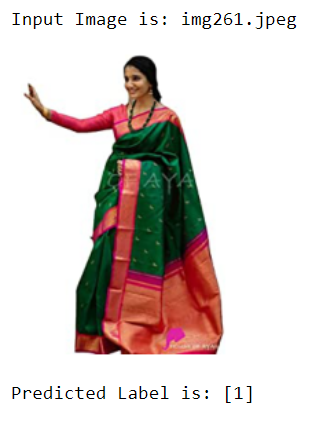 Input Image is: img261.jpeg
Predicted Label is: [1]